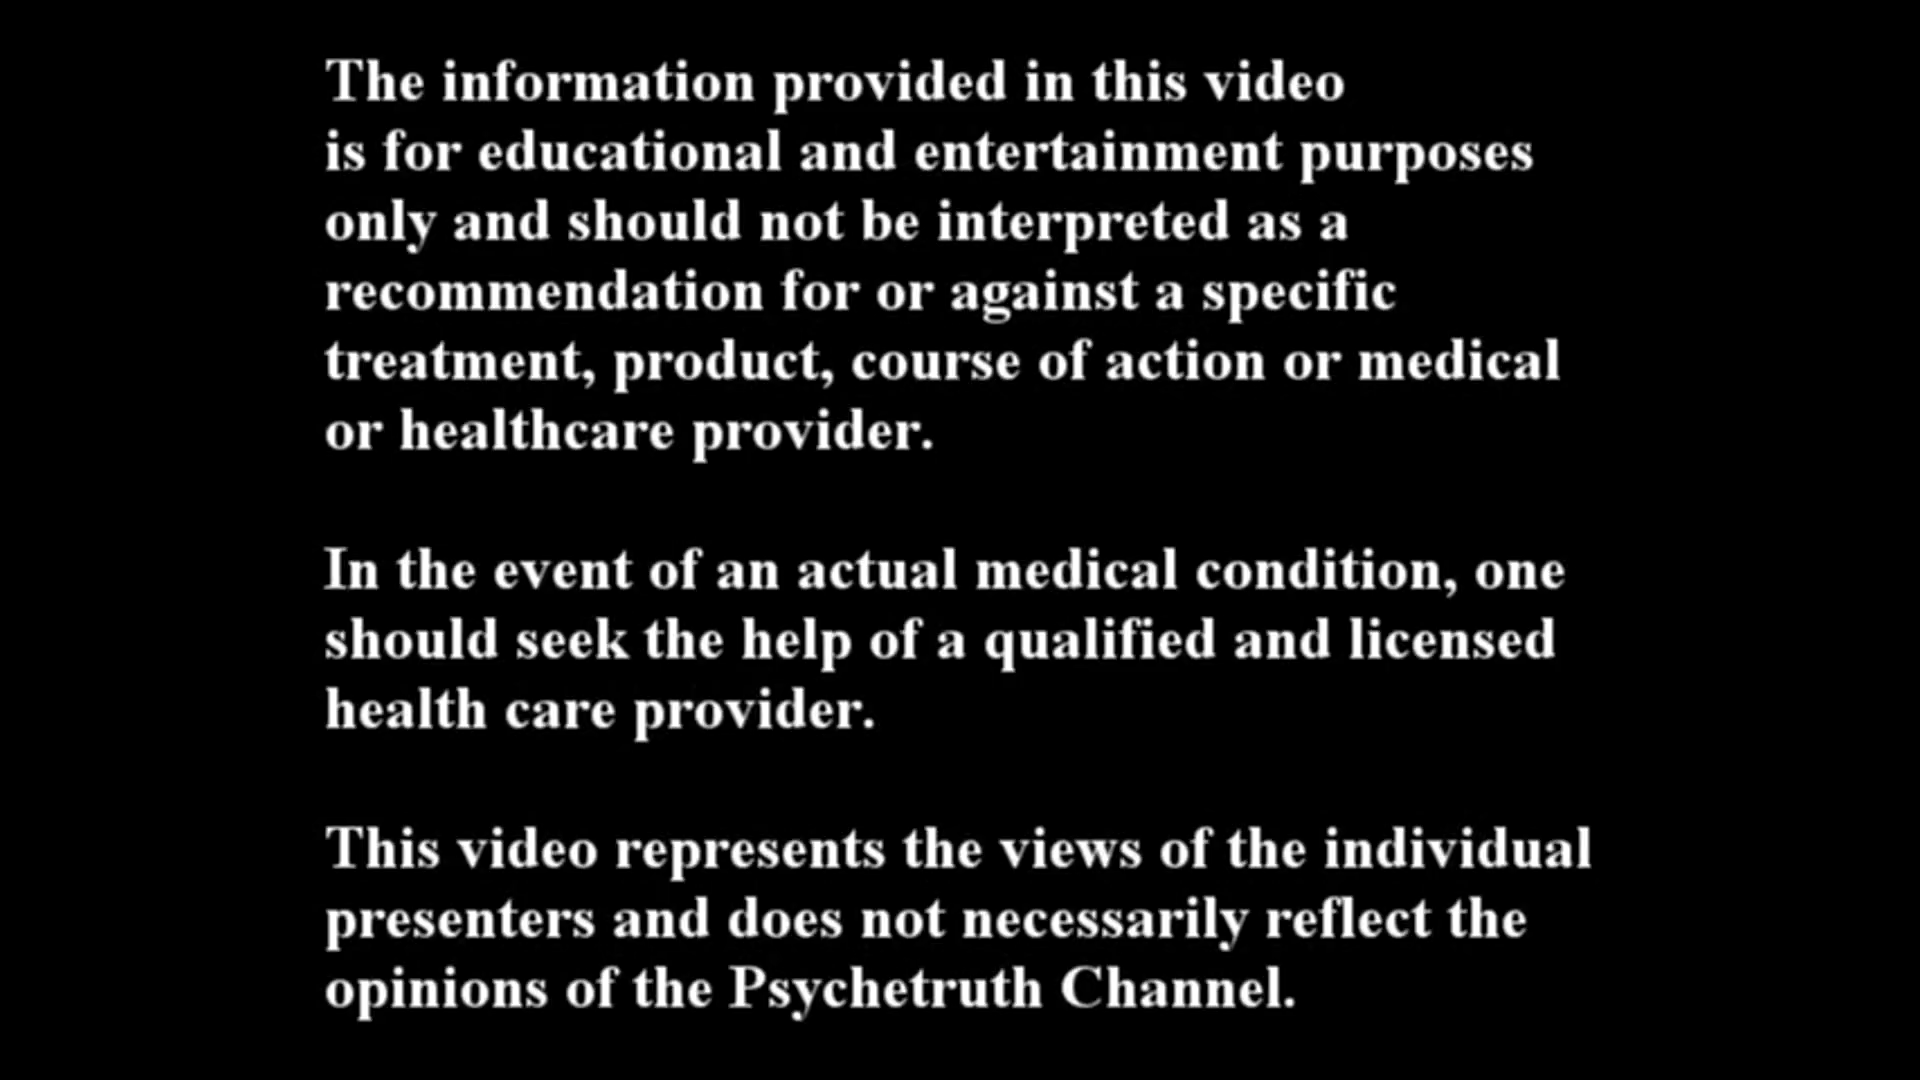 The information provided in this video
is for educational and entertainment purposes
only and should not be interpreted as a
recommendation for or against a specific
treatment, product, course of action or medical
or healthcare provider.
In the event of an actual medical condition, one
should seek the help of a qualified and licensed
health care provider.
This video represents the views of the individual
presenters and does not necessarily reflect the
opinions of the Psychetruth Channel.